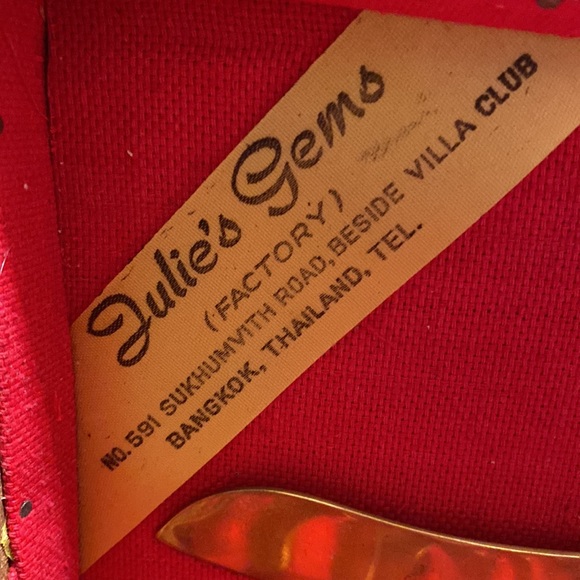 Julie's Gems
(FACTORY)
NO. 591 SUKHUMVITH ROAD, BESIDE VILLA CLUB
BANGKOK, THAILAND, TEL.